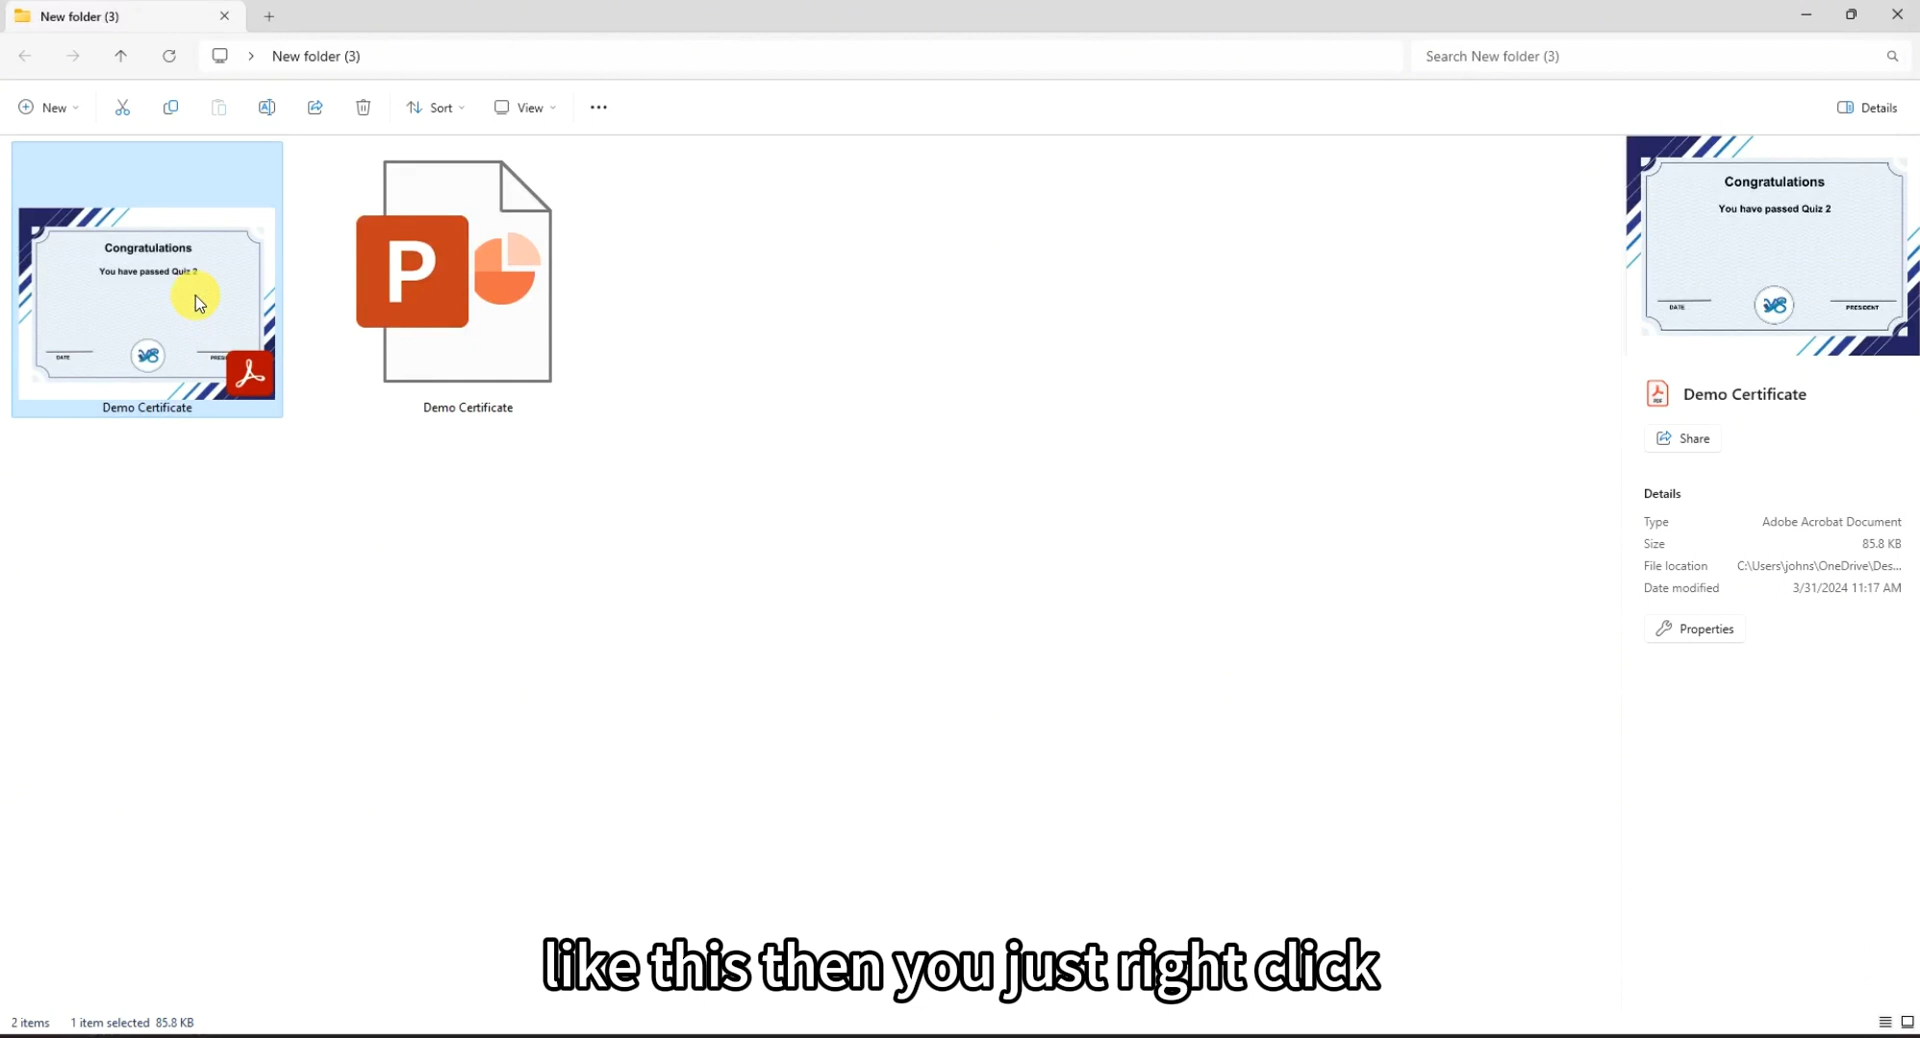 New folder (3)
New folder (3)
Search New folder (3)
New
Sort
View
Details
Congratulations
You have passed Quiz 2
DATE
Demo Certificate
P
Demo Certificate
Congratulations
You have passed Quiz 2
DATE
PRESIDENT
PDF
Demo Certificate
Share
Details
Type Adobe Acrobat Document
Size 85.8 KB
File location C:\Users\johns\OneDrive\Des...
Date modified 3/31/2024 11:17 AM
Properties
like this then you just right click
2 items 1 item selected 85.8 KB